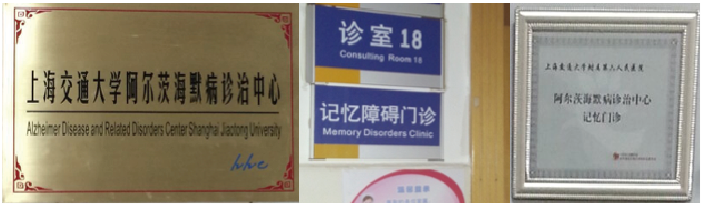 上海交通大学阿尔茨海默病诊治中心
Alzheimer Disease and Related Disorders Center Shanghai Jiaotong University
诊室 18
Consulting Room 18
记忆障碍门诊
Memory Disorders Clinic
上海交通大学附属第六人民医院
阿尔茨海默病诊治中心
记忆门诊